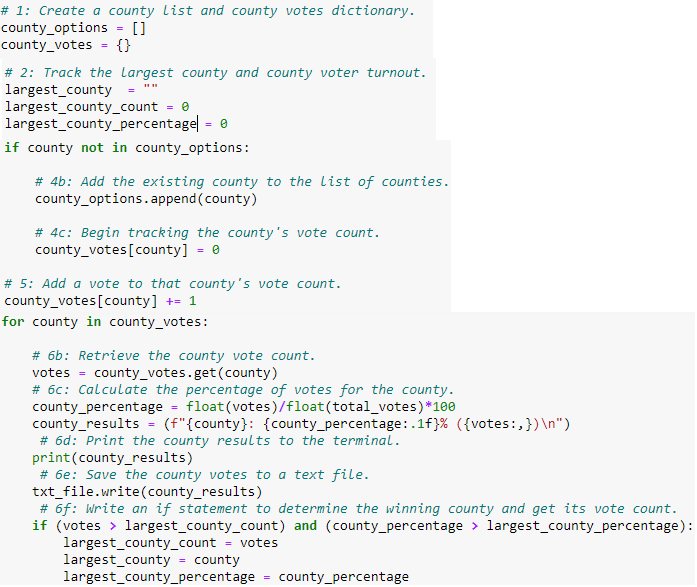 # 1: Create a county list and county votes dictionary.
county_options = []
county_votes = {}
# 2: Track the largest county and county voter turnout.
largest_county  = ""
largest_county_count = 0
largest_county_percentage = 0
if county not in county_options:
# 4b: Add the existing county to the list of counties.
county_options.append(county)
# 4c: Begin tracking the county's vote count.
county_votes[county] = 0
# 5: Add a vote to that county's vote count.
county_votes[county] += 1
for county in county_votes:
# 6b: Retrieve the county vote count.
votes = county_votes.get(county)
# 6c: Calculate the percentage of votes for the county.
county_percentage = float(votes)/float(total_votes)*100
county_results = (f"{county}: {county_percentage:.1f}% ({votes:,})\n")
# 6d: Print the county results to the terminal.
print(county_results)
# 6e: Save the county votes to a text file.
txt_file.write(county_results)
# 6f: Write an if statement to determine the winning county and get its vote count.
if (votes > largest_county_count) and (county_percentage > largest_county_percentage):
largest_county_count = votes
largest_county = county
largest_county_percentage = county_percentage